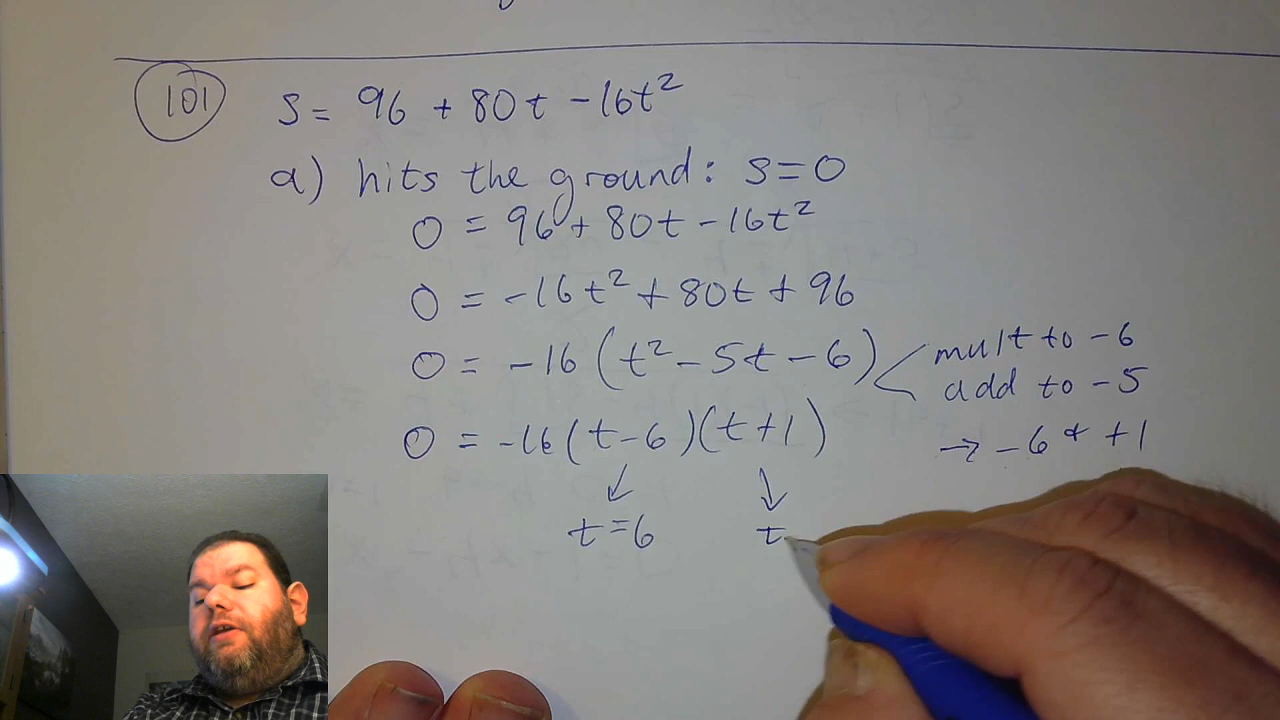 101 s = 96 + 80t - 16t²
a) hits the ground: s = 0
0 = 96 + 80t - 16t²
0 = -16t² + 80t + 96
0 = -16(t² - 5t - 6) < mult to -6
add to -5
0 = -16(t-6)(t+1) → -6 & +1
↙ ↘
t = 6 t